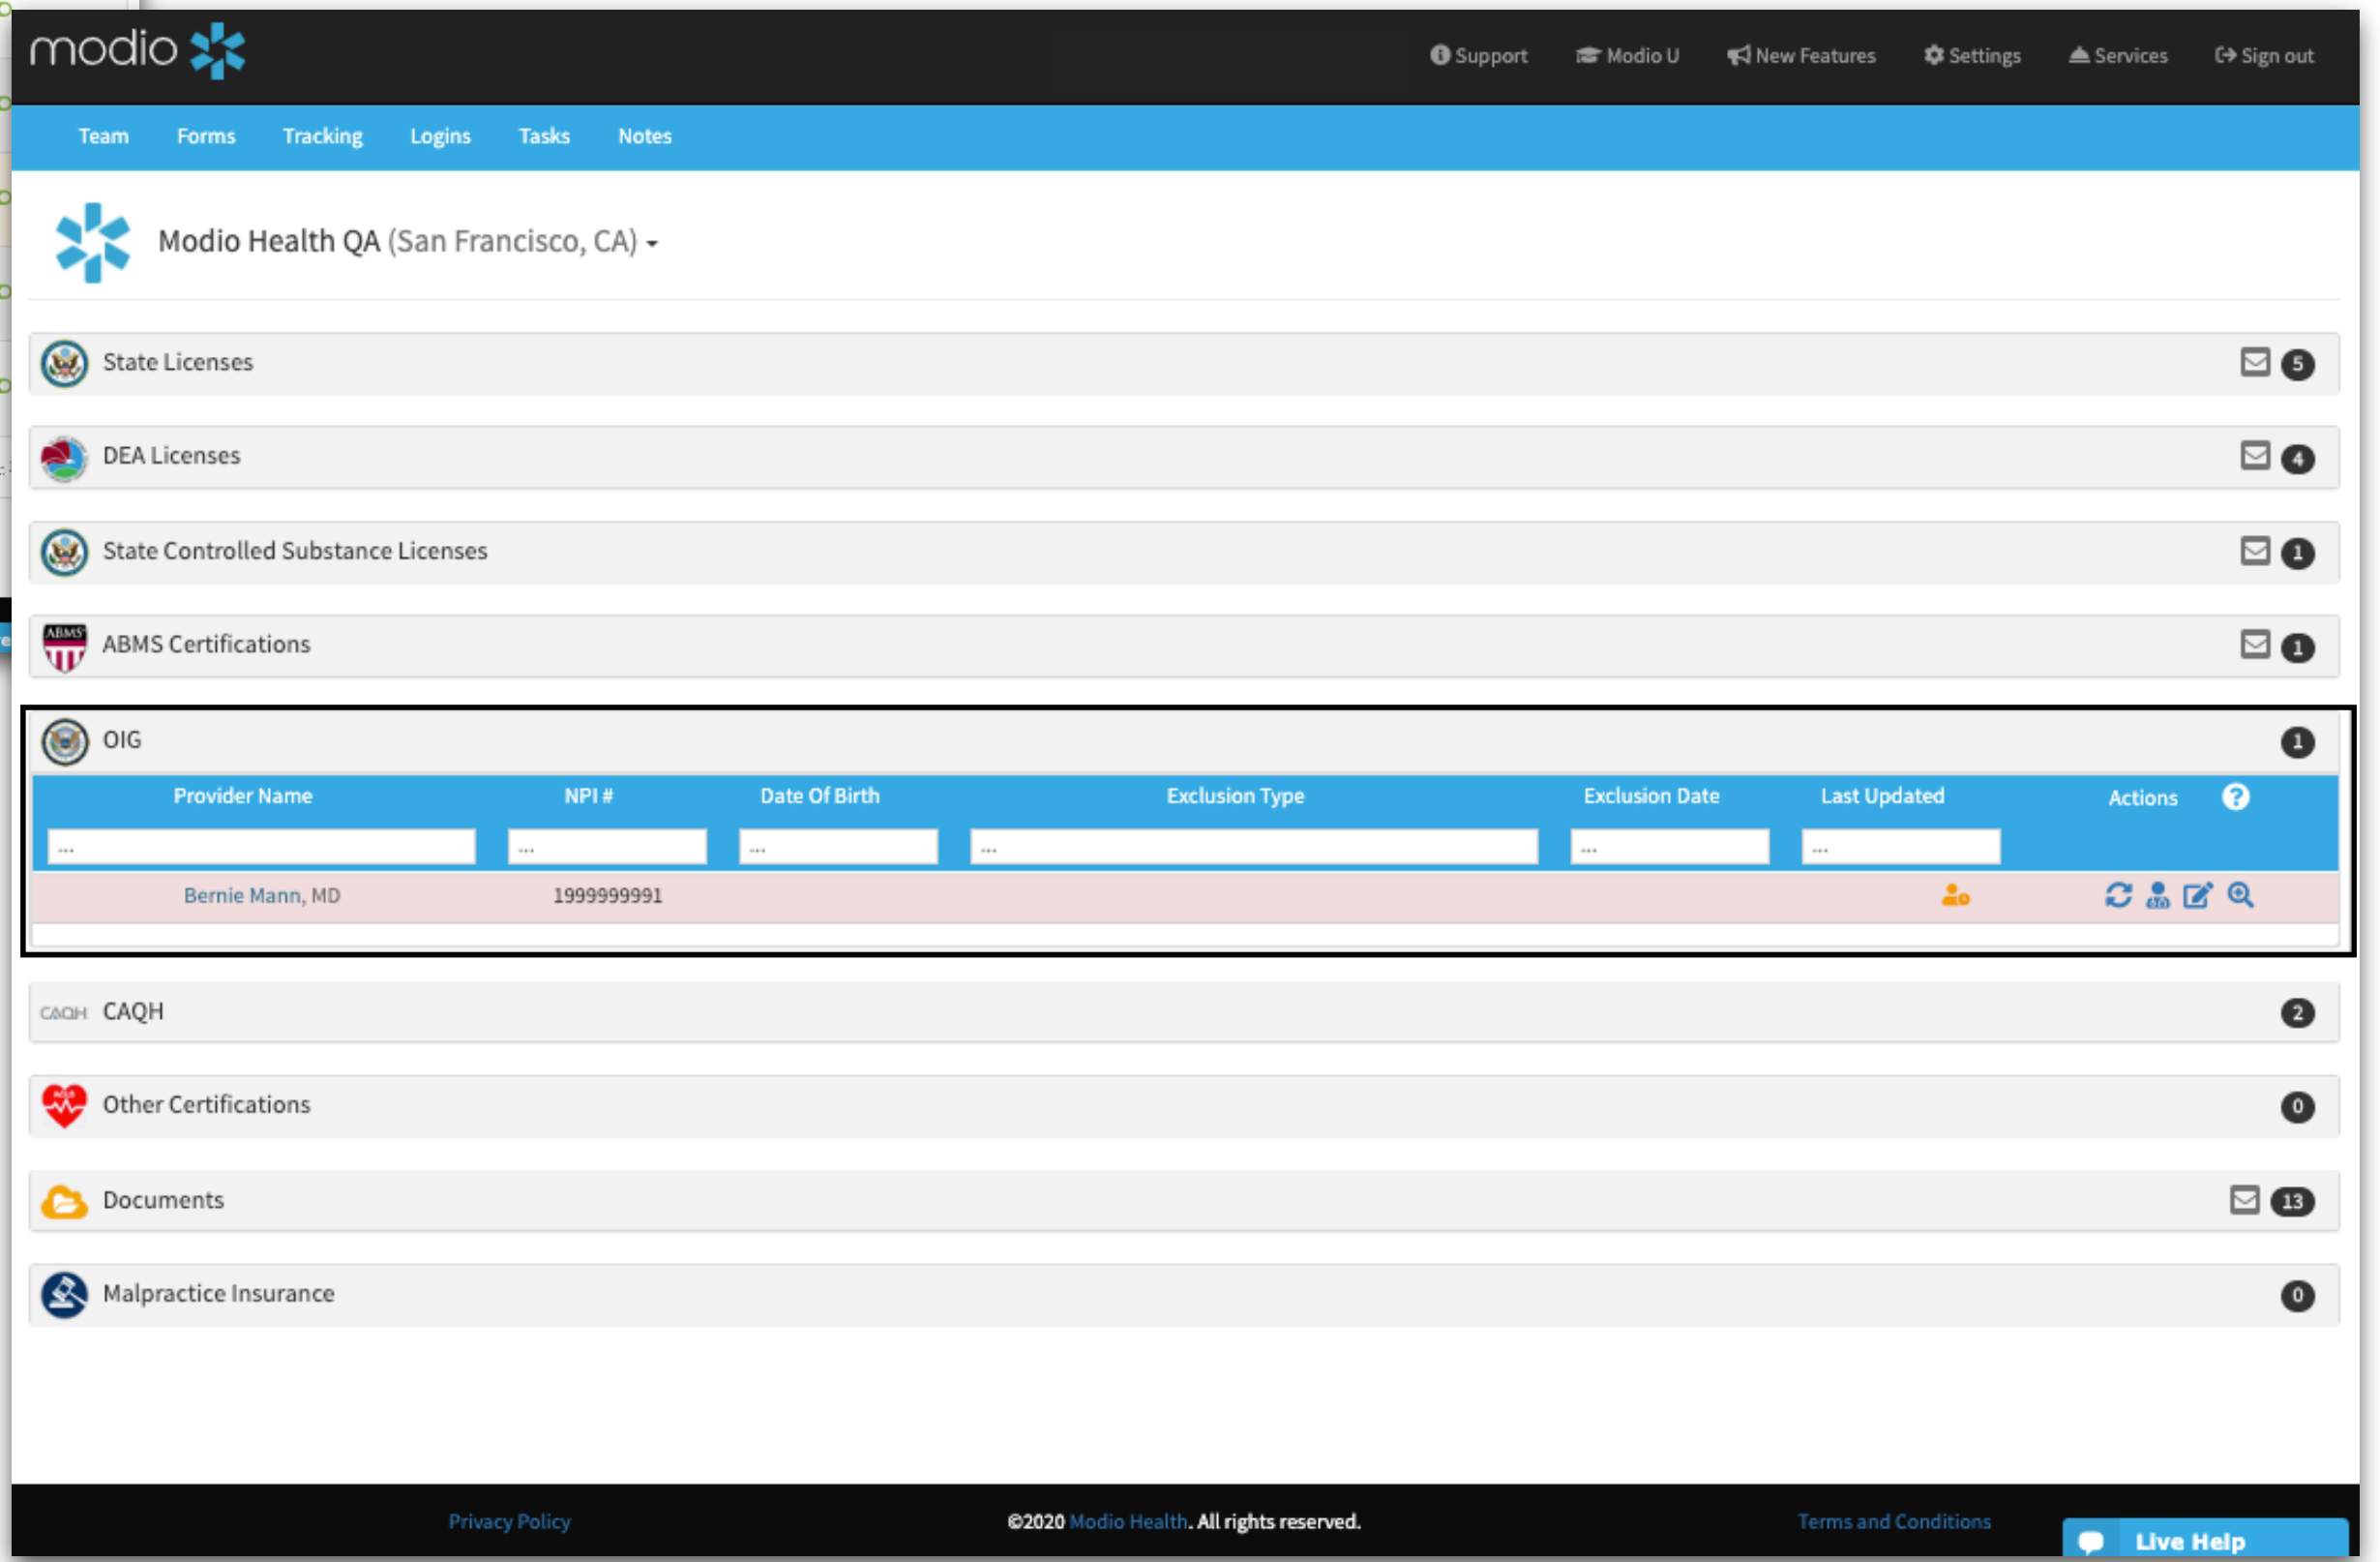 modio
Support Modio U New Features Settings Services Sign out
Team Forms Tracking Logins Tasks Notes
Modio Health QA (San Francisco, CA)
State Licenses 5
DEA Licenses 4
State Controlled Substance Licenses 1
ABMS
ABMS Certifications 1
OIG 1
Provider Name NPI # Date Of Birth Exclusion Type Exclusion Date Last Updated Actions ?
... ... ... ... ... ...
Bernie Mann, MD 1999999991
CAQH CAQH 2
Other Certifications 0
Documents 13
Malpractice Insurance 0
Privacy Policy ©2020 Modio Health. All rights reserved. Terms and Conditions
Live Help